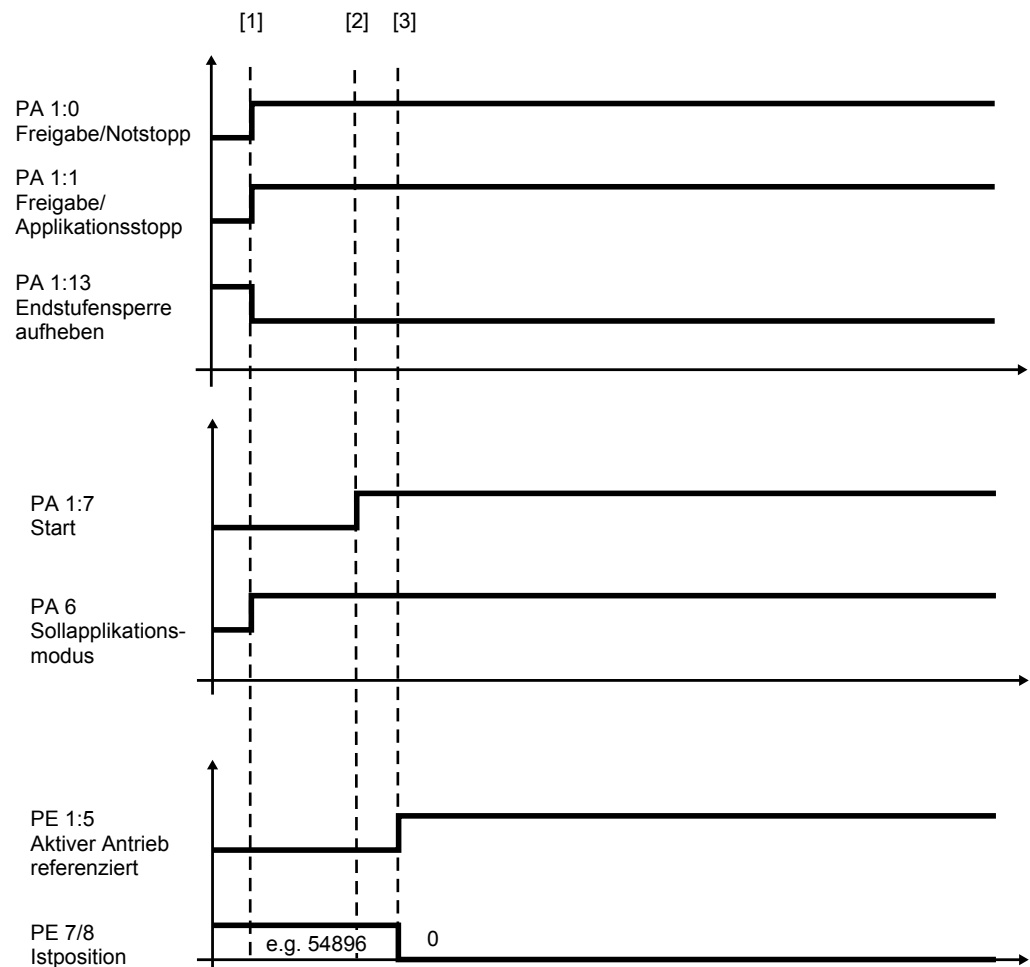 [1] [2] [3]
PA 1:0
Freigabe/Notstopp
PA 1:1
Freigabe/
Applikationsstopp
PA 1:13
Endstufensperre
aufheben
PA 1:7
Start
PA 6
Sollapplikations-
modus
PE 1:5
Aktiver Antrieb
referenziert
PE 7/8
Istposition
e.g. 54896 0